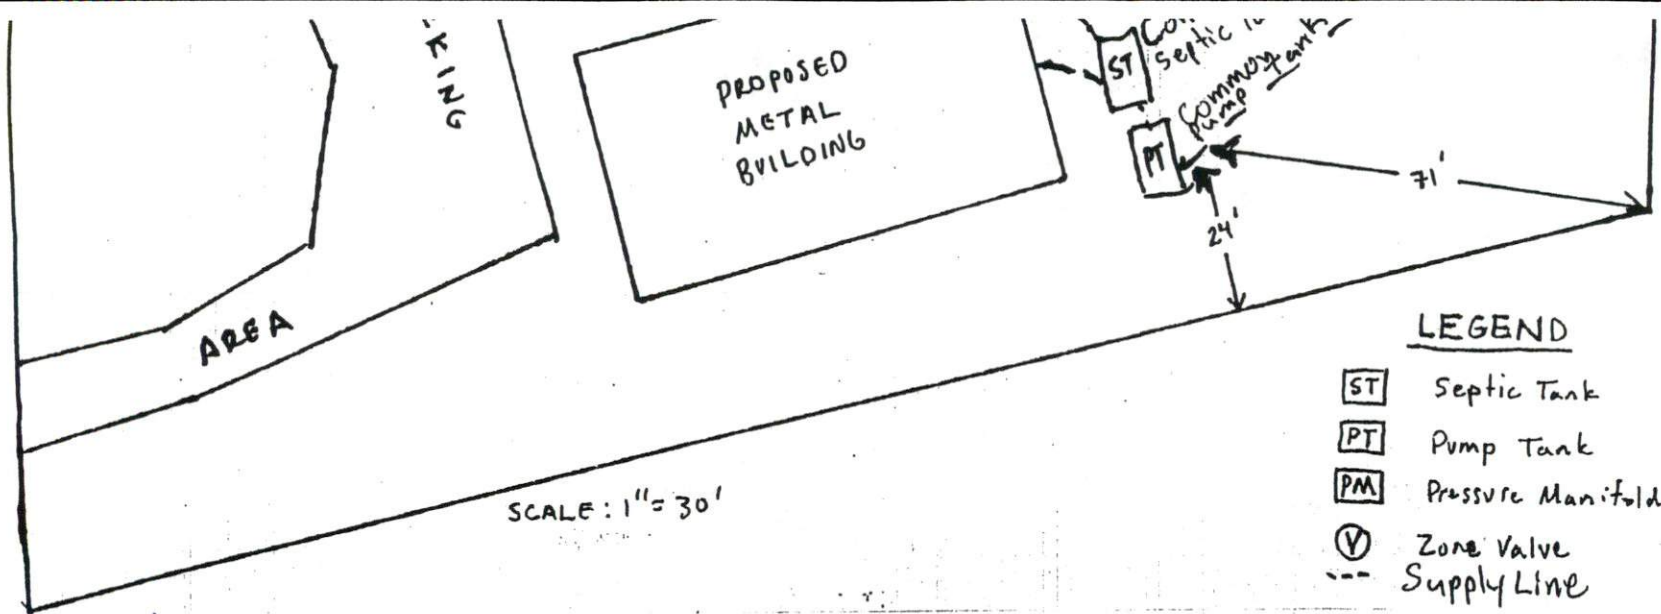 KING
AREA
PROPOSED
METAL
BUILDING
ST
Septic
Common
Pump Tank
PT
71'
24'
SCALE: 1"=30'
LEGEND
ST Septic Tank
PT Pump Tank
PM Pressure Manifold
V Zone Valve
--- Supply Line